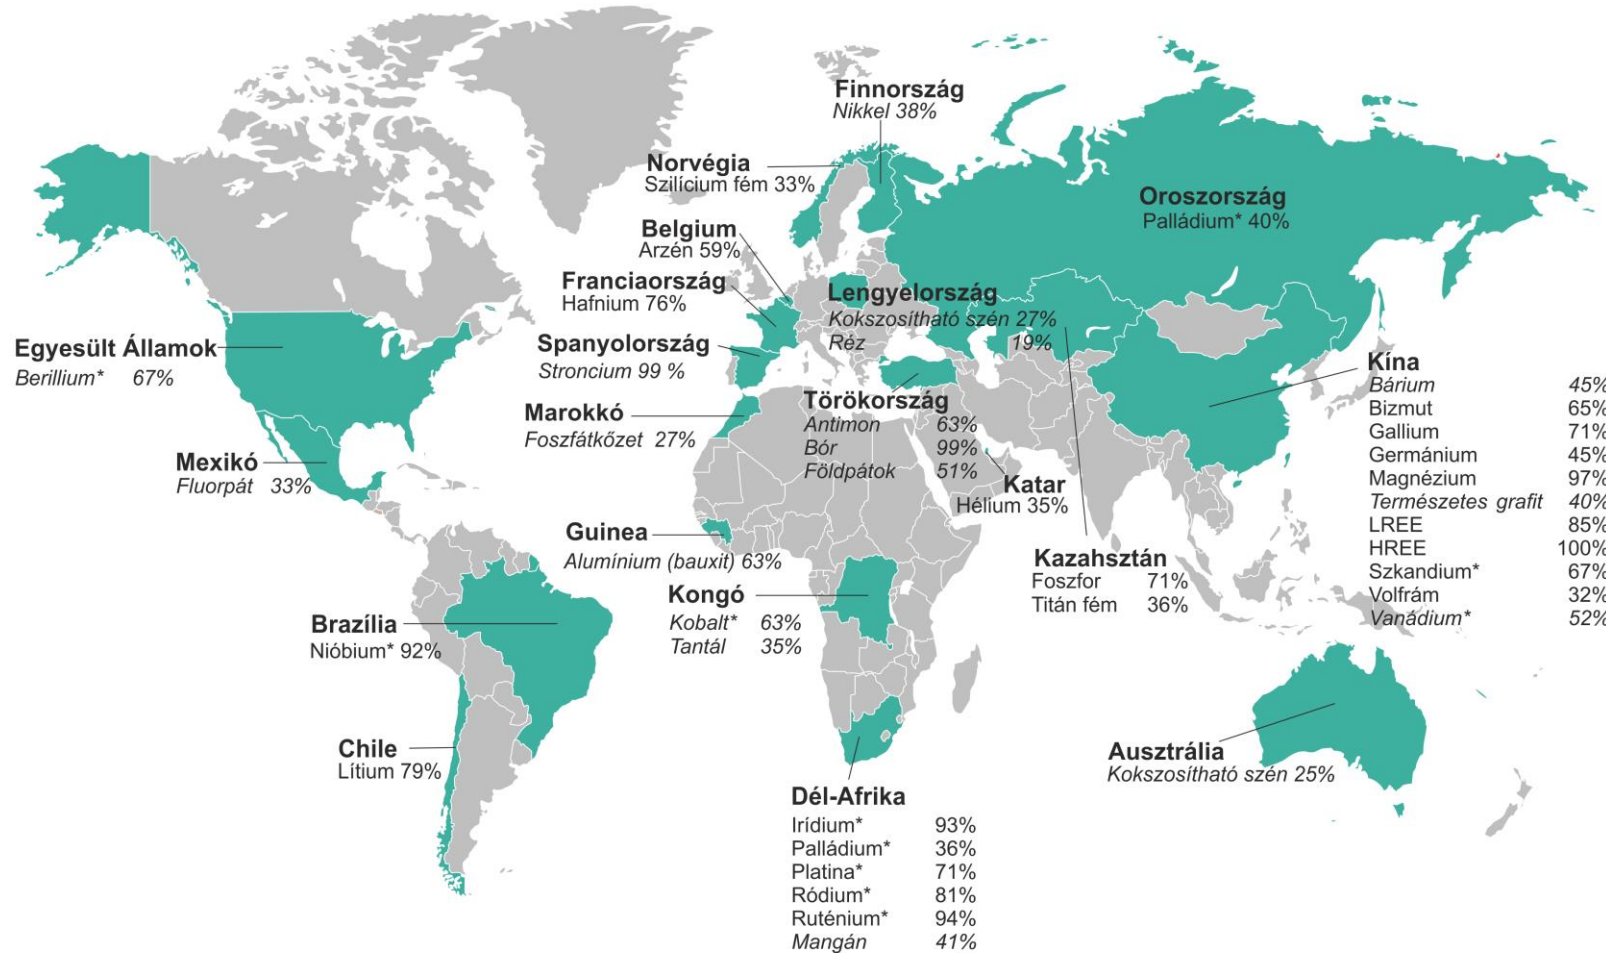 Finnország
Nikkel 38%
Norvégia
Szilícium fém 33%
Oroszország
Palládium* 40%
Belgium
Arzén 59%
Franciaország
Hafnium 76%
Lengyelország
Kokszosítható szén 27%
Réz 19%
Egyesült Államok
Berillium* 67%
Spanyolország
Stroncium 99 %
Kína
Bárium 45%
Bizmut 65%
Gallium 71%
Germánium 45%
Magnézium 97%
Természetes grafit 40%
LREE 85%
HREE 100%
Szkandium* 67%
Volfrám 32%
Vanádium* 52%
Marokkó
Foszfátkőzet 27%
Törökország
Antimon 63%
Bór 99%
Földpátok 51%
Mexikó
Fluorpát 33%
Katar
Hélium 35%
Guinea
Alumínium (bauxit) 63%
Kazahsztán
Foszfor 71%
Titán fém 36%
Kongó
Kobalt* 63%
Tantál 35%
Brazília
Nióbium* 92%
Chile
Lítium 79%
Ausztrália
Kokszosítható szén 25%
Dél-Afrika
Irídium* 93%
Palládium* 36%
Platina* 71%
Ródium* 81%
Ruténium* 94%
Mangán 41%